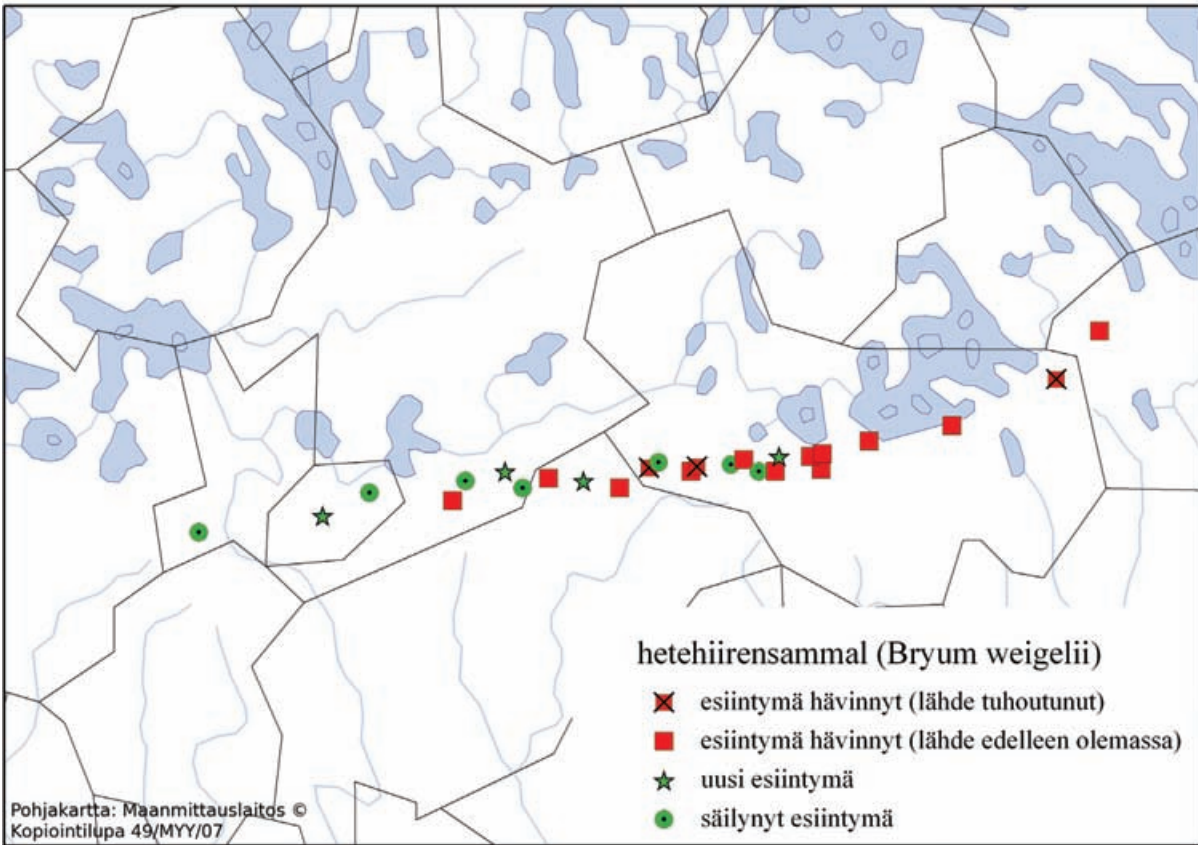 hetehiirensammal (Bryum weigelii)
esiintymä hävinnyt (lähde tuhoutunut)
esiintymä hävinnyt (lähde edelleen olemassa)
uusi esiintymä
säilynyt esiintymä
Pohjakartta: Maanmittauslaitos ©
Kopiointilupa 49/MYY/07